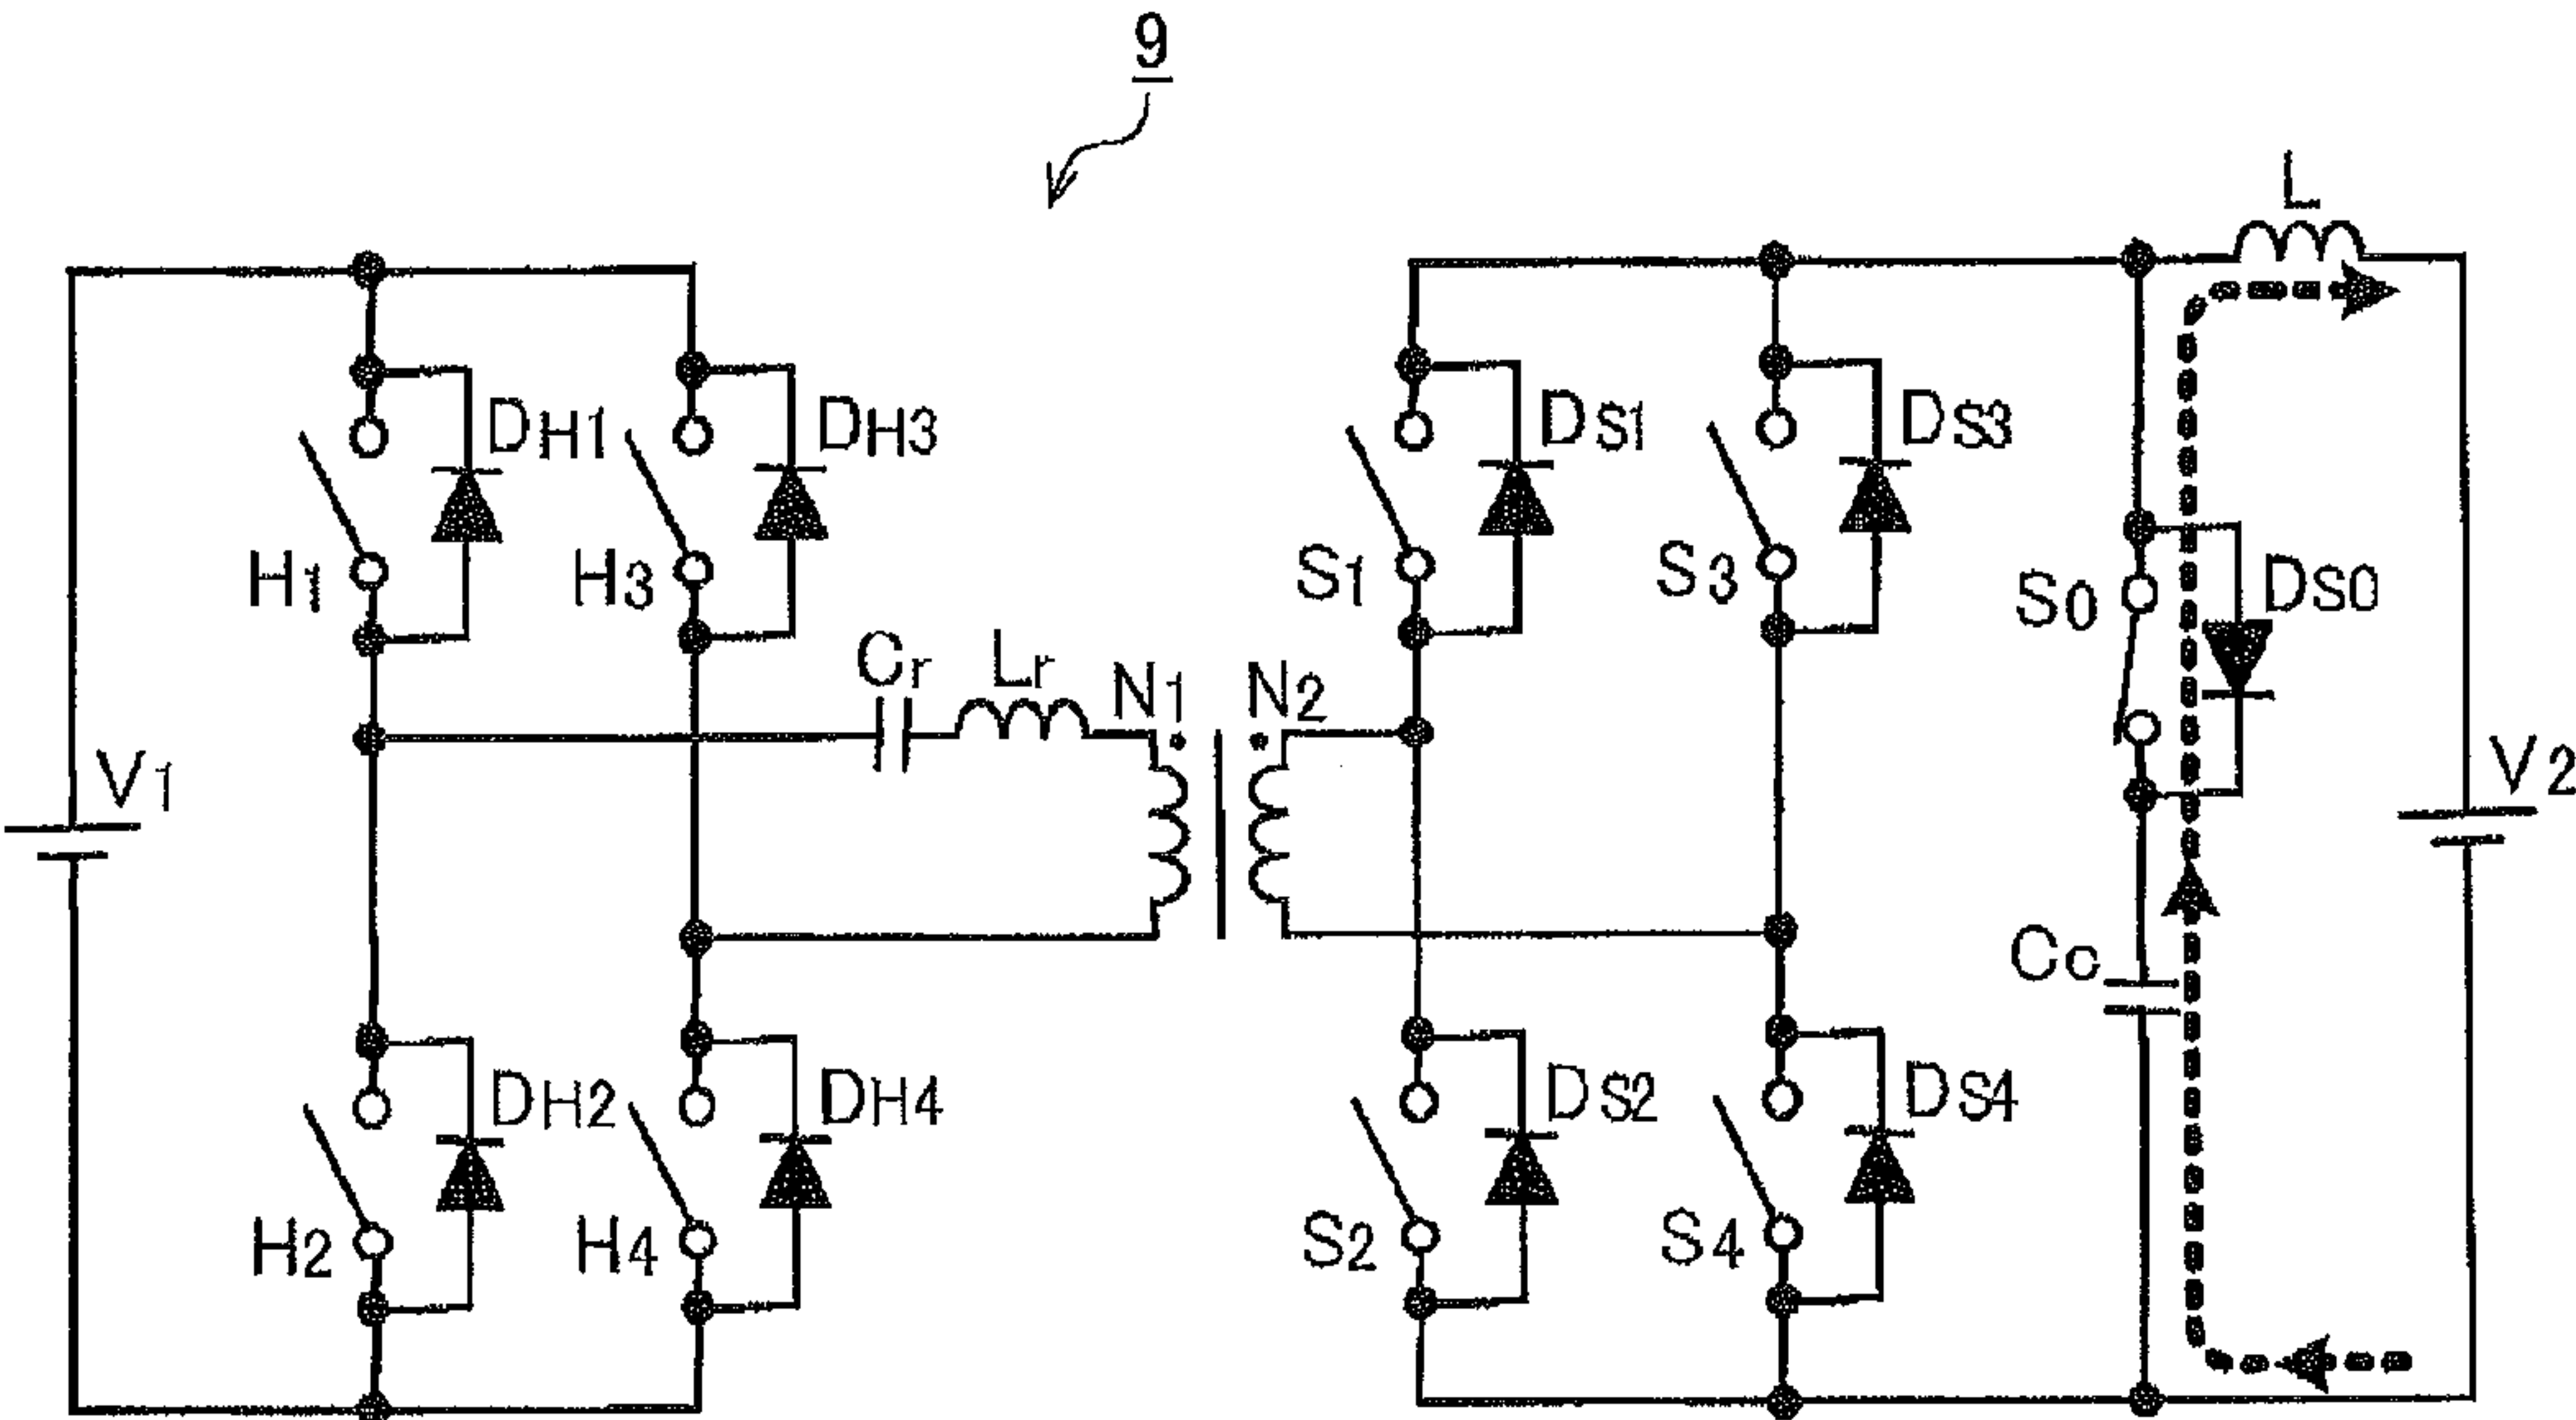 9
L
DH1
DH3
DS1
DS3
H1
H3
S1
S3
S0
DS0
Cr
Lr
N1
N2
V1
V2
Cc
DH2
DH4
DS2
DS4
H2
H4
S2
S4